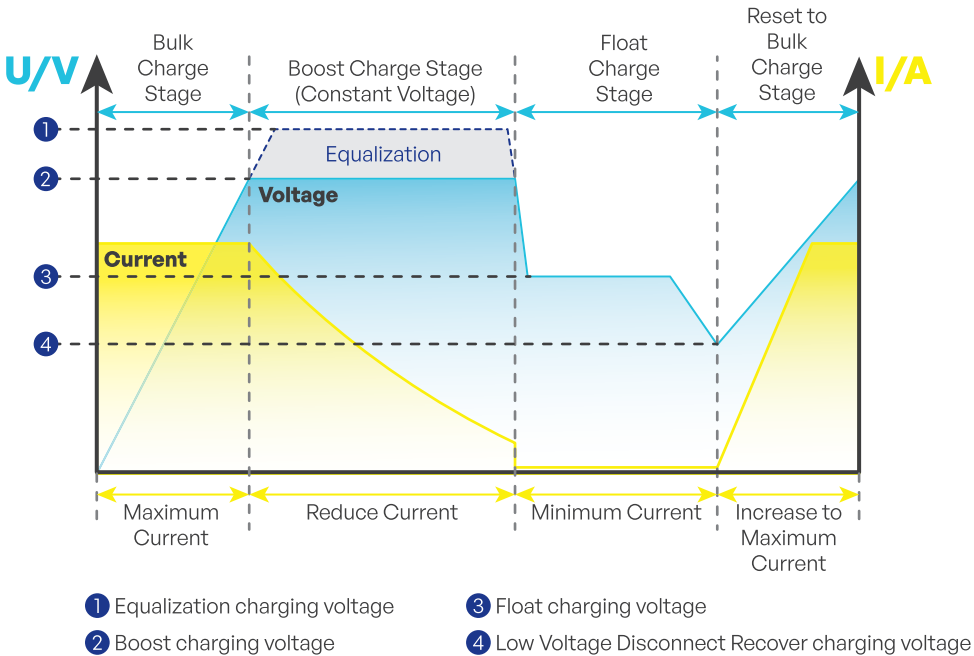 U/V
Bulk
Charge
Stage
Boost Charge Stage
(Constant Voltage)
Float
Charge
Stage
Reset to
Bulk
Charge
Stage
I/A
1
Equalization
2
Voltage
Current
3
4
Maximum
Current
Reduce Current
Minimum Current
Increase to
Maximum
Current
1 Equalization charging voltage
2 Boost charging voltage
3 Float charging voltage
4 Low Voltage Disconnect Recover charging voltage